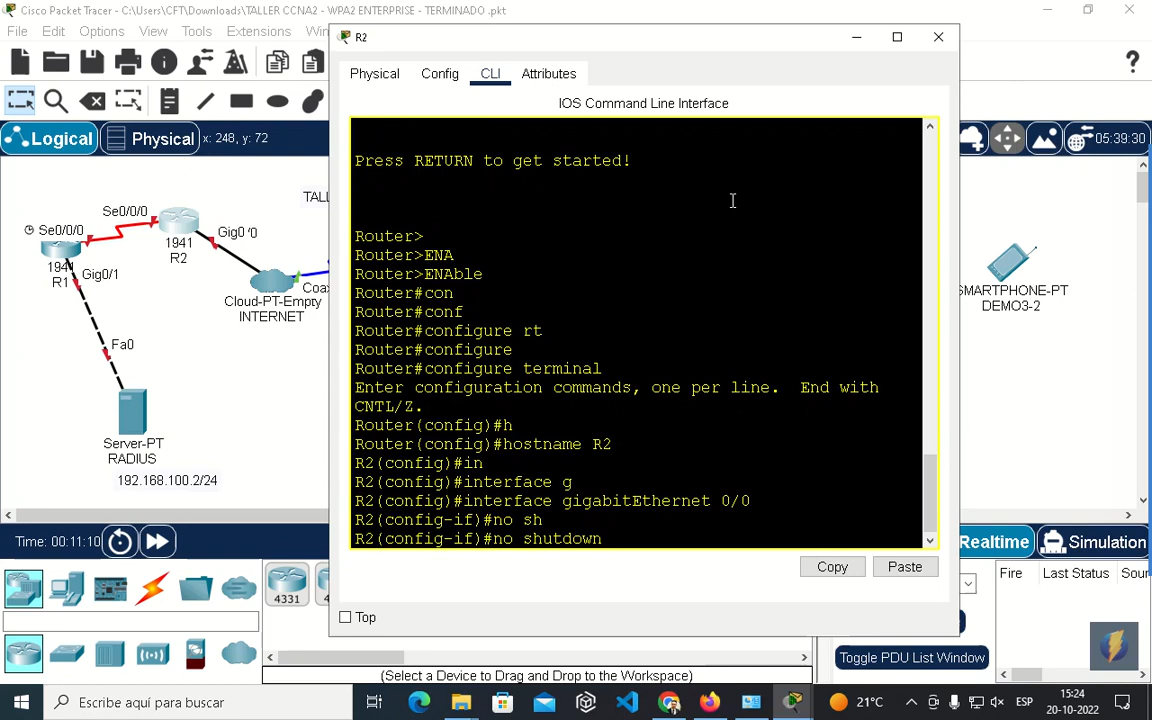 Cisco Packet Tracer - C:\Users\CFT\Downloads\TALLER CCNA2 - WPA2 ENTERPRISE - TERMINADO .pkt
File Edit Options View Tools Extensions
R2
Physical Config CLI Attributes
IOS Command Line Interface
Logical Physical x: 248, y: 72
05:39:30
Press RETURN to get started!
Router>
Router>ENA
Router>ENAble
Router#con
Router#conf
Router#configure rt
Router#configure
Router#configure terminal
Enter configuration commands, one per line. End with
CNTL/Z.
Router(config)#h
Router(config)#hostname R2
R2(config)#in
R2(config)#interface g
R2(config)#interface gigabitEthernet 0/0
R2(config-if)#no sh
R2(config-if)#no shutdown
Copy Paste
Top
Se0/0/0
Se0/0/0
1941
R2
Gig0/0
1941
R1
Gig0/1
Cloud-PT-Empty
INTERNET
Fa0
Server-PT
RADIUS
192.168.100.2/24
SMARTPHONE-PT
DEMO3-2
Time: 00:11:10
Realtime Simulation
4331
Fire Last Status
Toggle PDU List Window
(Select a Device to Drag and Drop to the Workspace)
Escribe aquí para buscar
21°C
ESP
15:24
20-10-2022